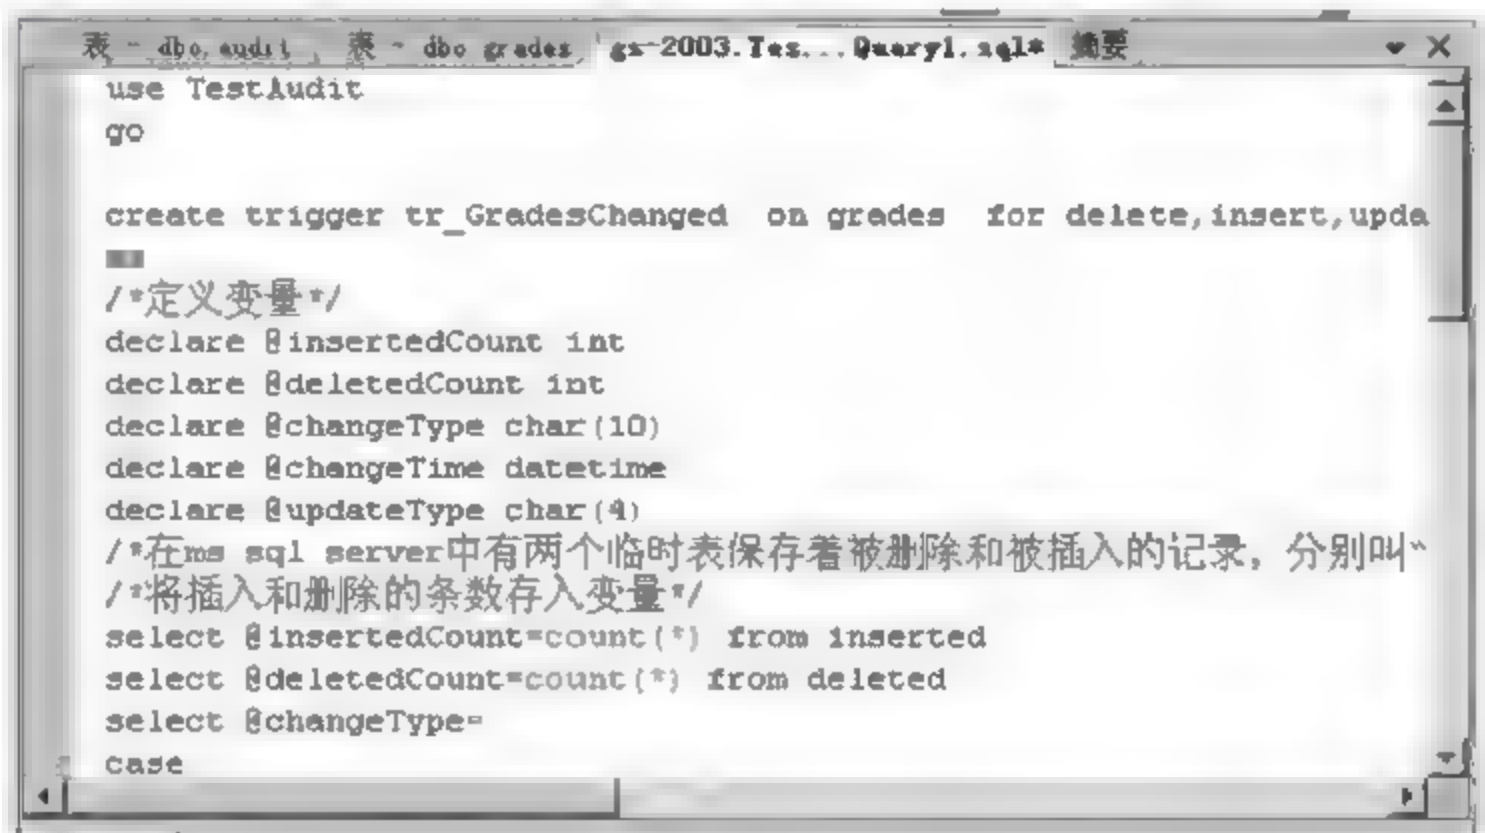 表 - dbo.audit 表 - dbo.grades gs-2003.Tes...Query1.sql* 摘要
use TestAudit
go
create trigger tr_GradesChanged  on grades  for delete,insert,upda
/*定义变量*/
declare @insertedCount int
declare @deletedCount int
declare @changeType char(10)
declare @changeTime datetime
declare @updateType char(4)
/*在ms sql server中有两个临时表保存着被删除和被插入的记录, 分别叫
/*将插入和删除的条数存入变量*/
select @insertedCount=count(*) from inserted
select @deletedCount=count(*) from deleted
select @changeType=
case